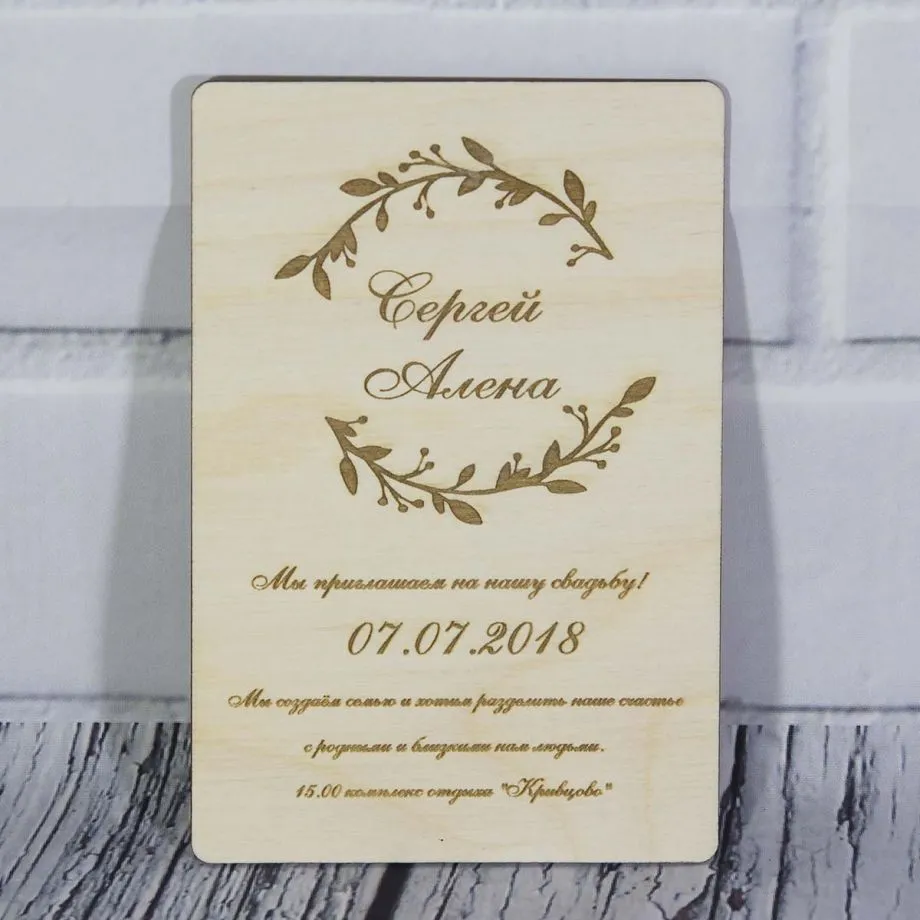 Сергей
Алена
Мы приглашаем на нашу свадьбу!
07.07.2018
Мы создаём семью и хотим разделить наше счастье
с родными и близкими нам людьми.
15.00 комплекс отдыха "Кривцово"